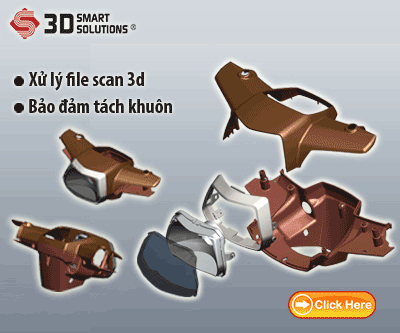 3D SMART
SOLUTIONS ®
Xử lý file scan 3d
Bảo đảm tách khuôn
Click Here